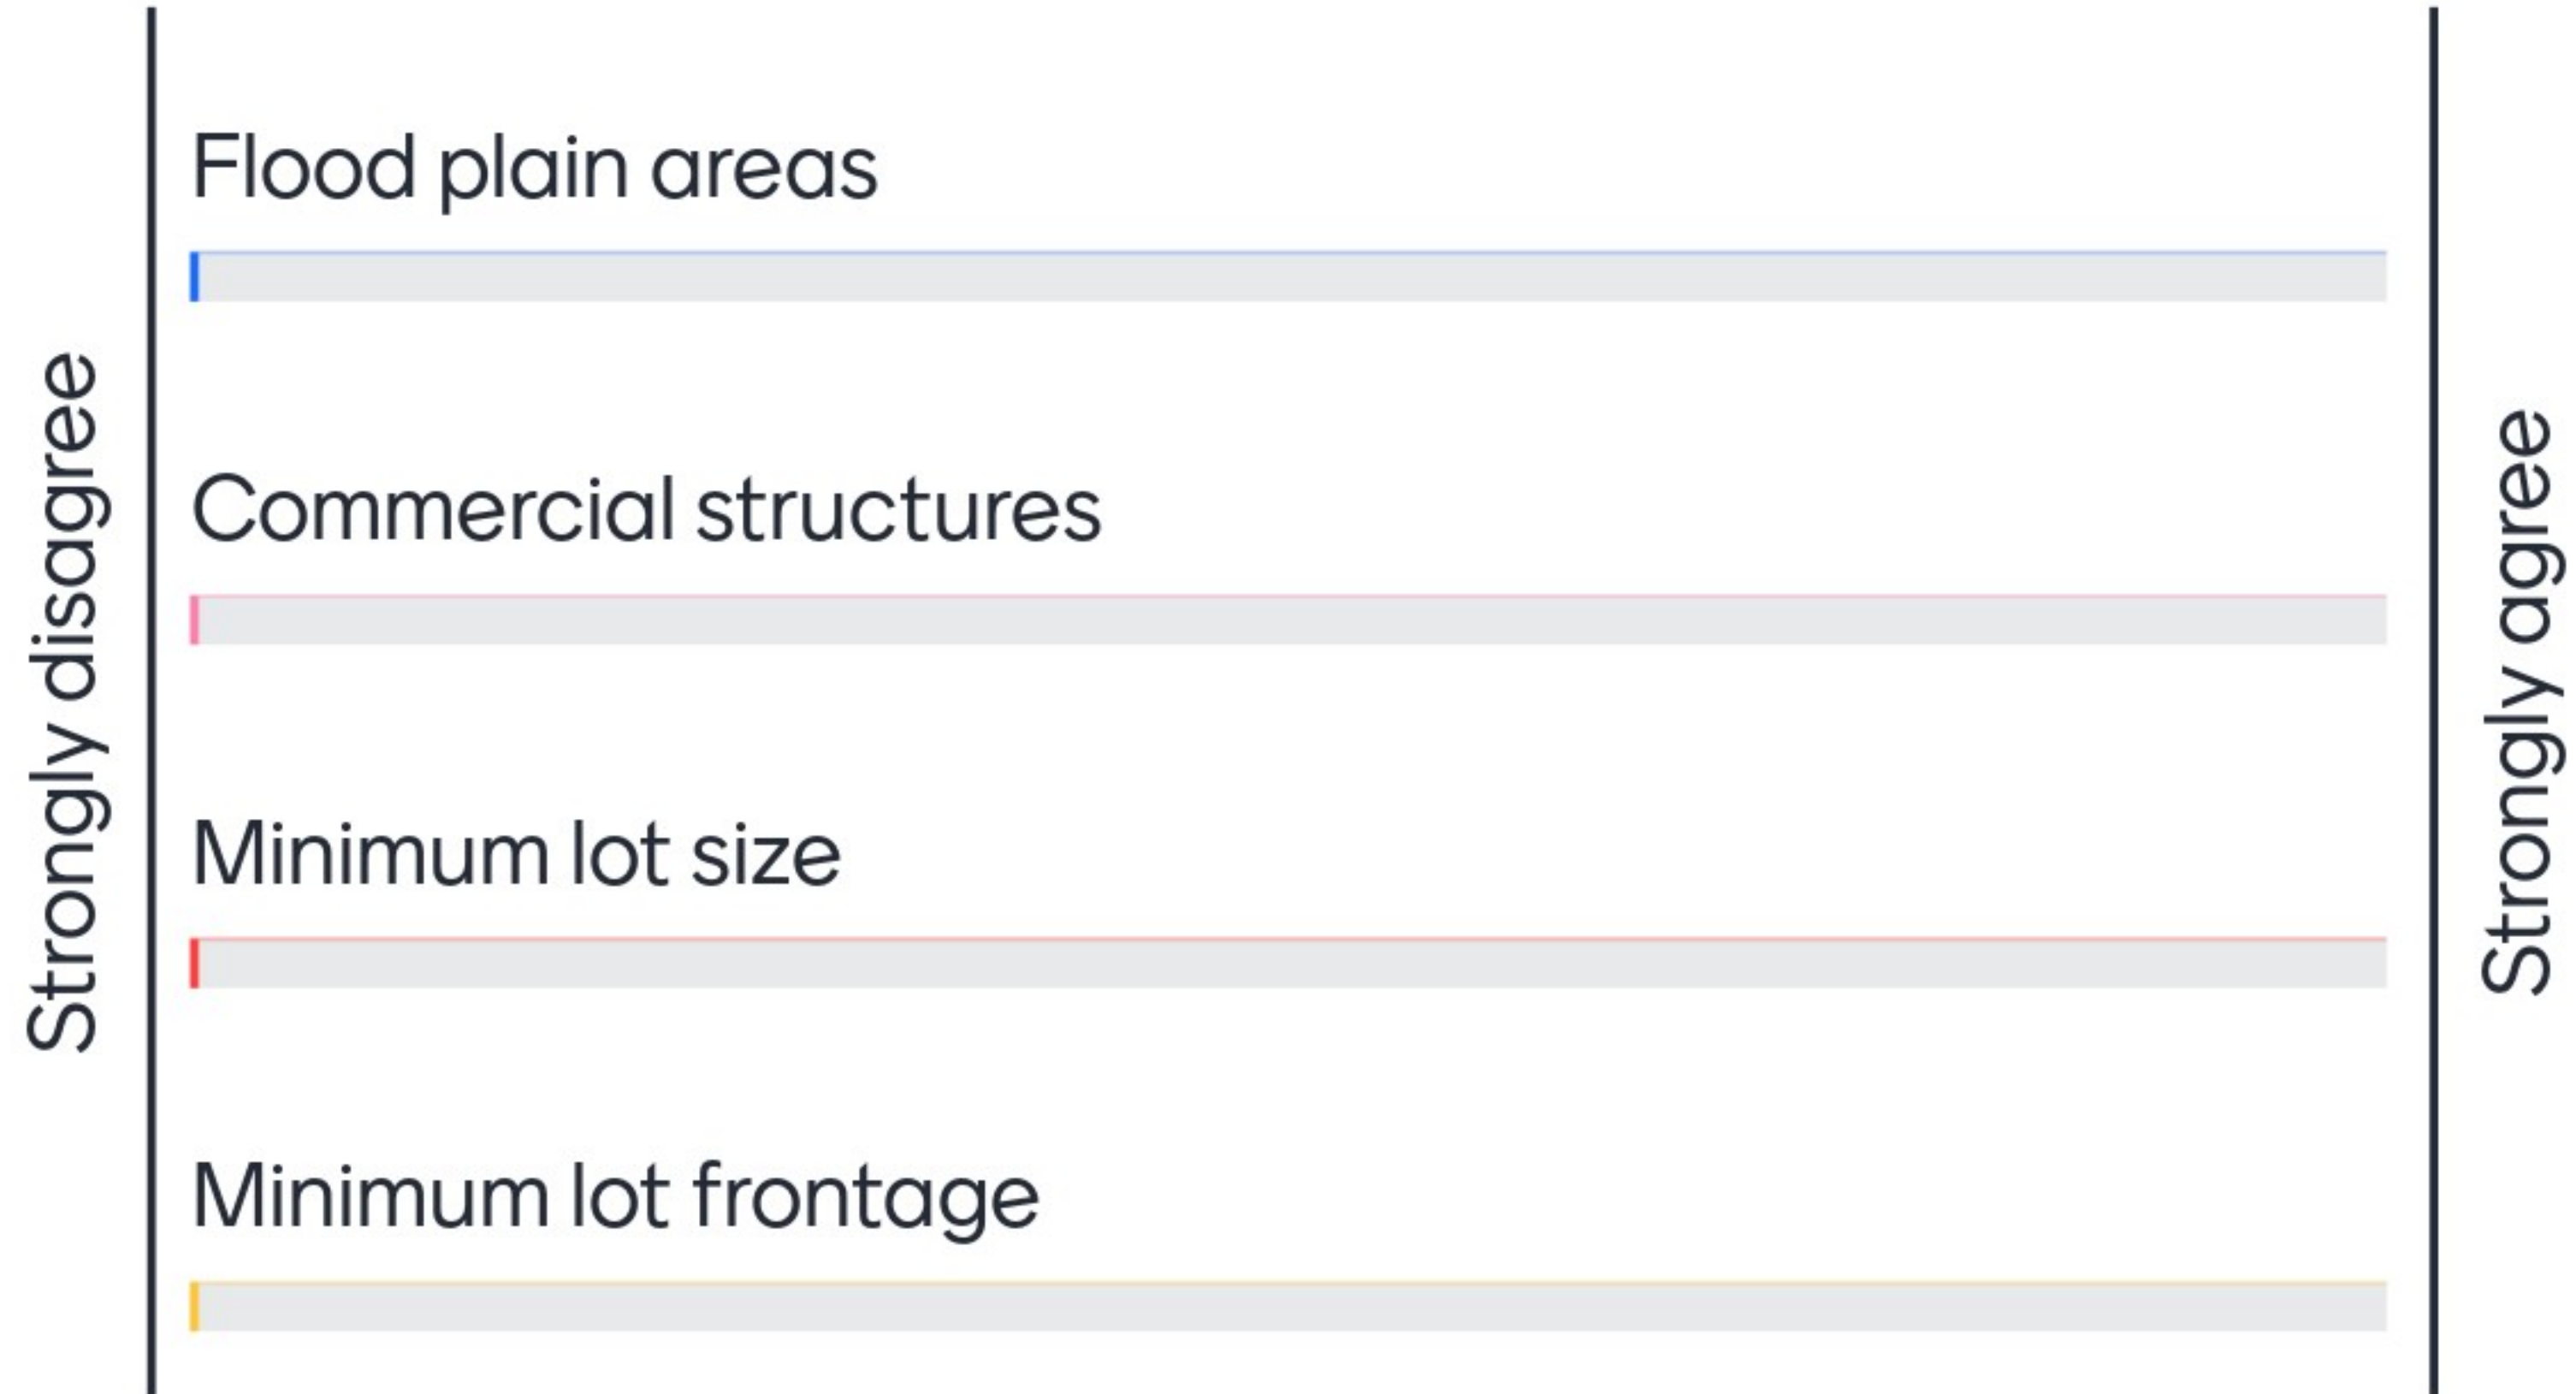 Strongly disagree
Flood plain areas
Commercial structures
Minimum lot size
Minimum lot frontage
Strongly agree